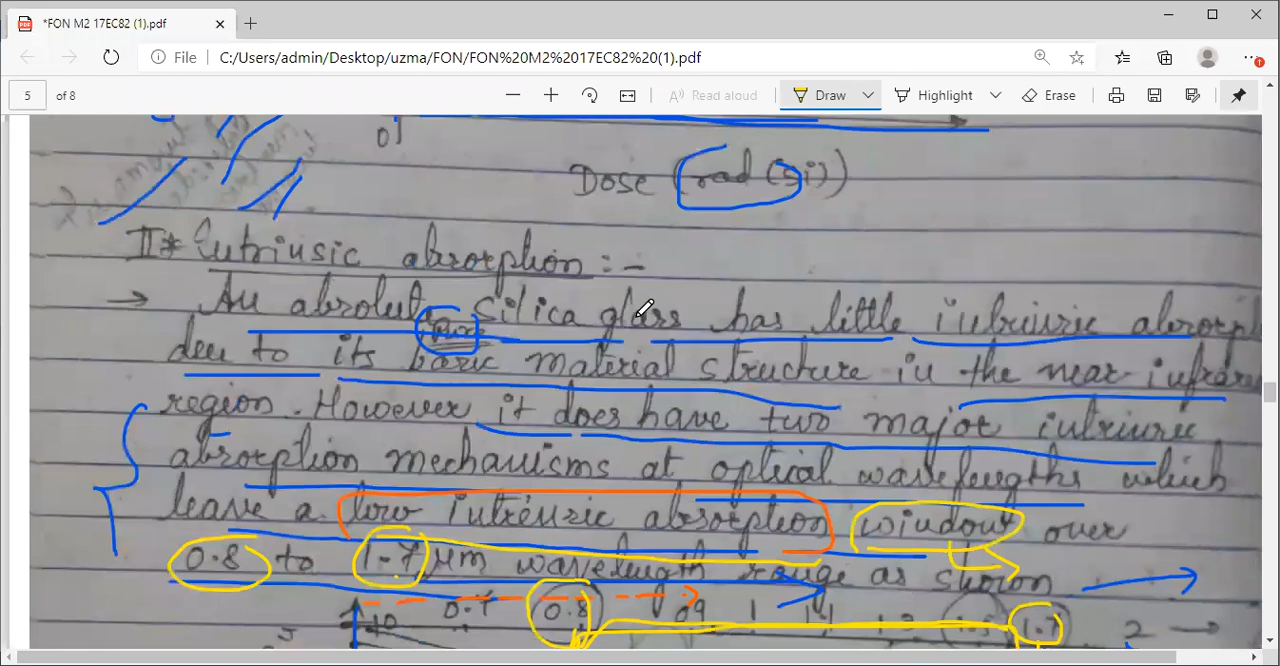 *FON M2 17EC82 (1).pdf
File C:/Users/admin/Desktop/uzma/FON/FON%20M2%2017EC82%20(1).pdf
5 of 8 Read aloud Draw Highlight Erase
0
Dose (rad (Si))
II * Intrinsic absorption :-
→ An absolute silica glass has little intrinsic absorp
due to its basic material structure in the near infrare
region. However it does have two major intrinsic
absorption mechanisms at optical wavelengths which
leave a low intrinsic absorption window over
0.8 to 1.7 μm wavelength range as shown
0.8 0.9 1 1.7 2 →